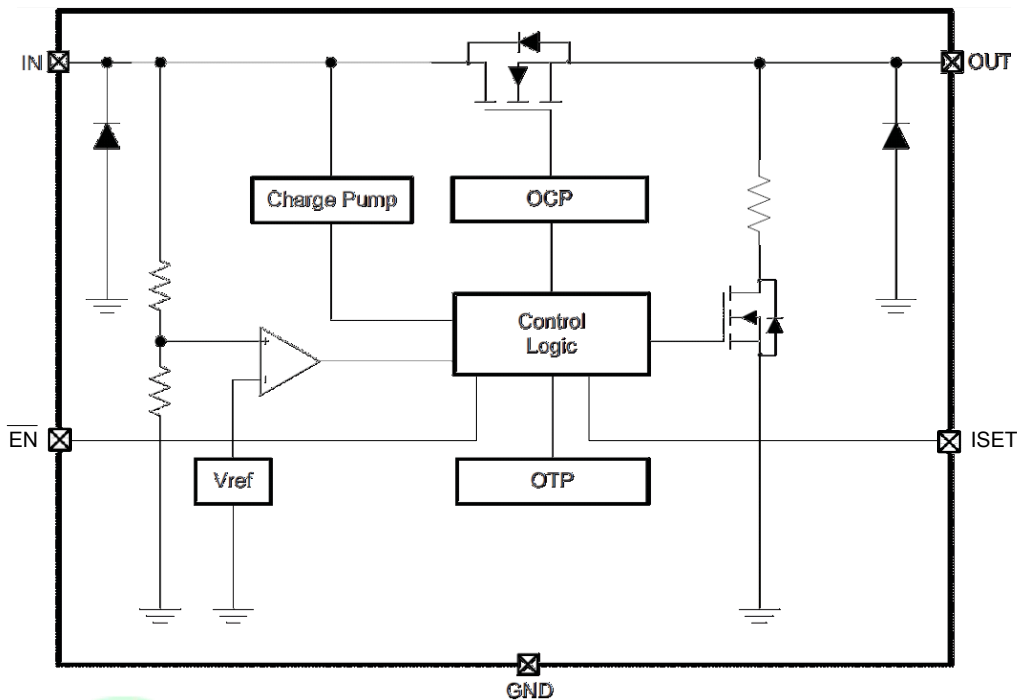 IN
OUT
Charge Pump
OCP
+
Control
Logic
-
EN
ISET
Vref
OTP
GND